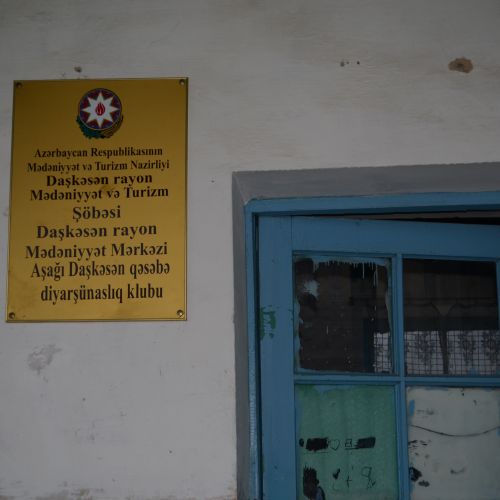 Azərbaycan Respublikasının
Mədəniyyət və Turizm Nazirliyi
Daşkəsən rayon
Mədəniyyət və Turizm
Şöbəsi
Daşkəsən rayon
Mədəniyyət Mərkəzi
Aşağı Daşkəsən qəsəbə
diyarşünaslıq klubu